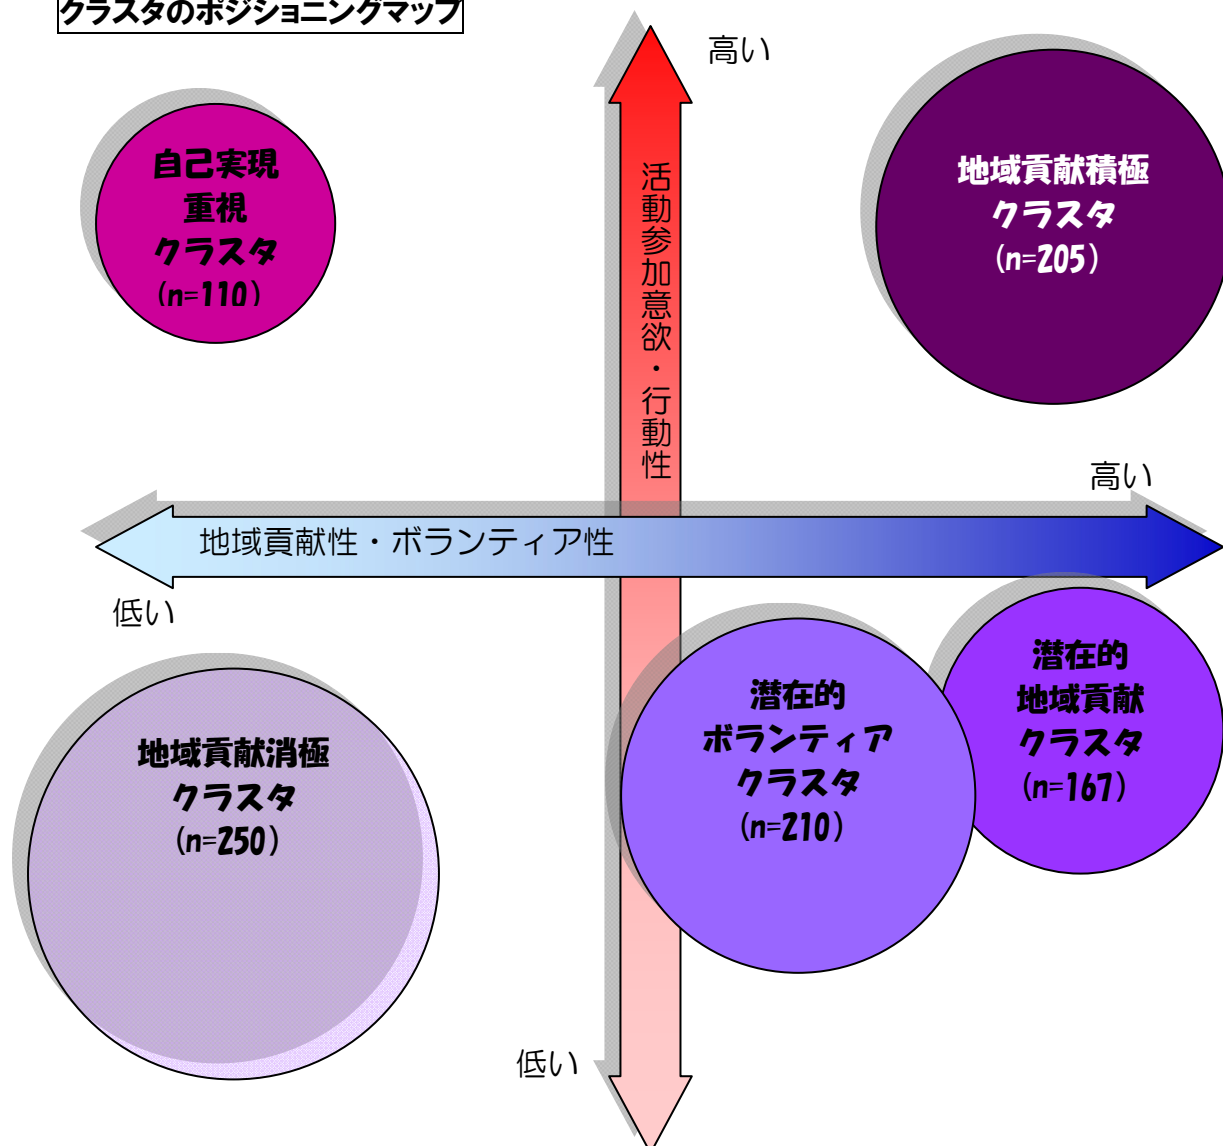 クラスタのポジショニングマップ
高い
自己実現
重視
クラスタ
(n=110)
活動参加意欲・行動性
地域貢献積極
クラスタ
(n=205)
高い
地域貢献性・ボランティア性
低い
潜在的
地域貢献
クラスタ
(n=167)
潜在的
ボランティア
クラスタ
(n=210)
地域貢献消極
クラスタ
(n=250)
低い